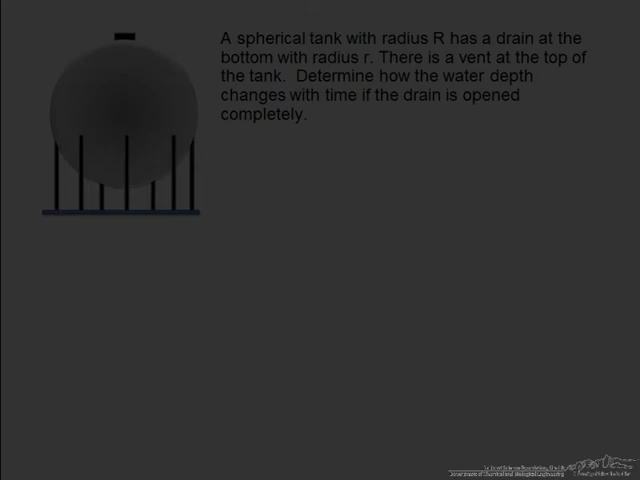 A spherical tank with radius R has a drain at the
bottom with radius r. There is a vent at the top of
the tank.  Determine how the water depth
changes with time if the drain is opened
completely.